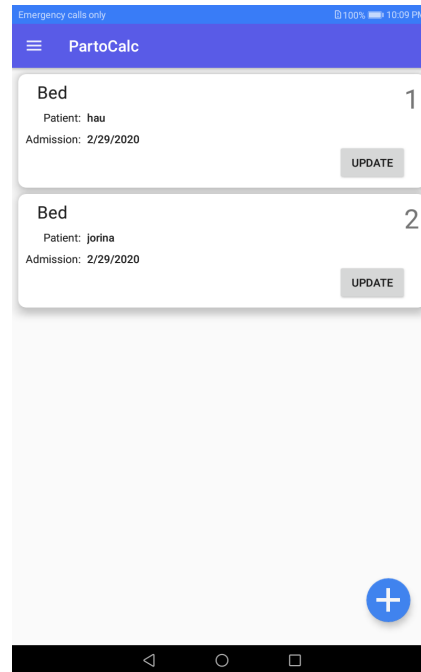 Emergency calls only 100% 10:09 PM
PartoCalc
Bed 1
Patient: hau
Admission: 2/29/2020
UPDATE
Bed 2
Patient: jorina
Admission: 2/29/2020
UPDATE